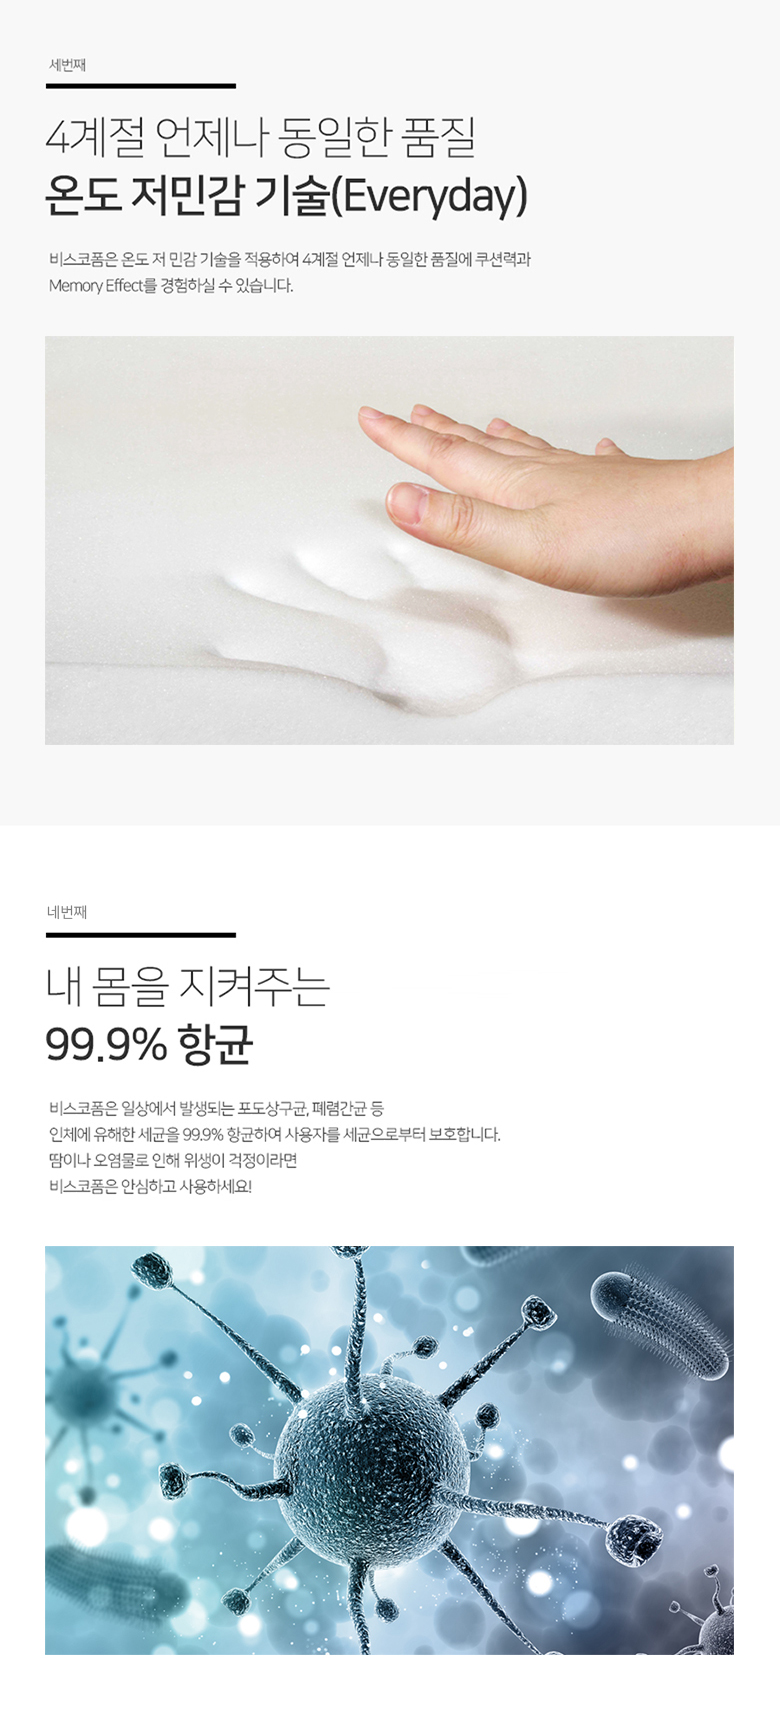 세번째
4계절 언제나 동일한 품질
온도 저민감 기술(Everyday)
비스코폼은 온도 저 민감 기술을 적용하여 4계절 언제나 동일한 품질에 쿠션력과
Memory Effect를 경험하실 수 있습니다.
네번째
내 몸을 지켜주는
99.9% 항균
비스코폼은 일상에서 발생되는 포도상구균, 폐렴간균 등
인체에 유해한 세균을 99.9% 항균하여 사용자를 세균으로부터 보호합니다.
땀이나 오염물로 인해 위생이 걱정이라면
비스코폼은 안심하고 사용하세요!